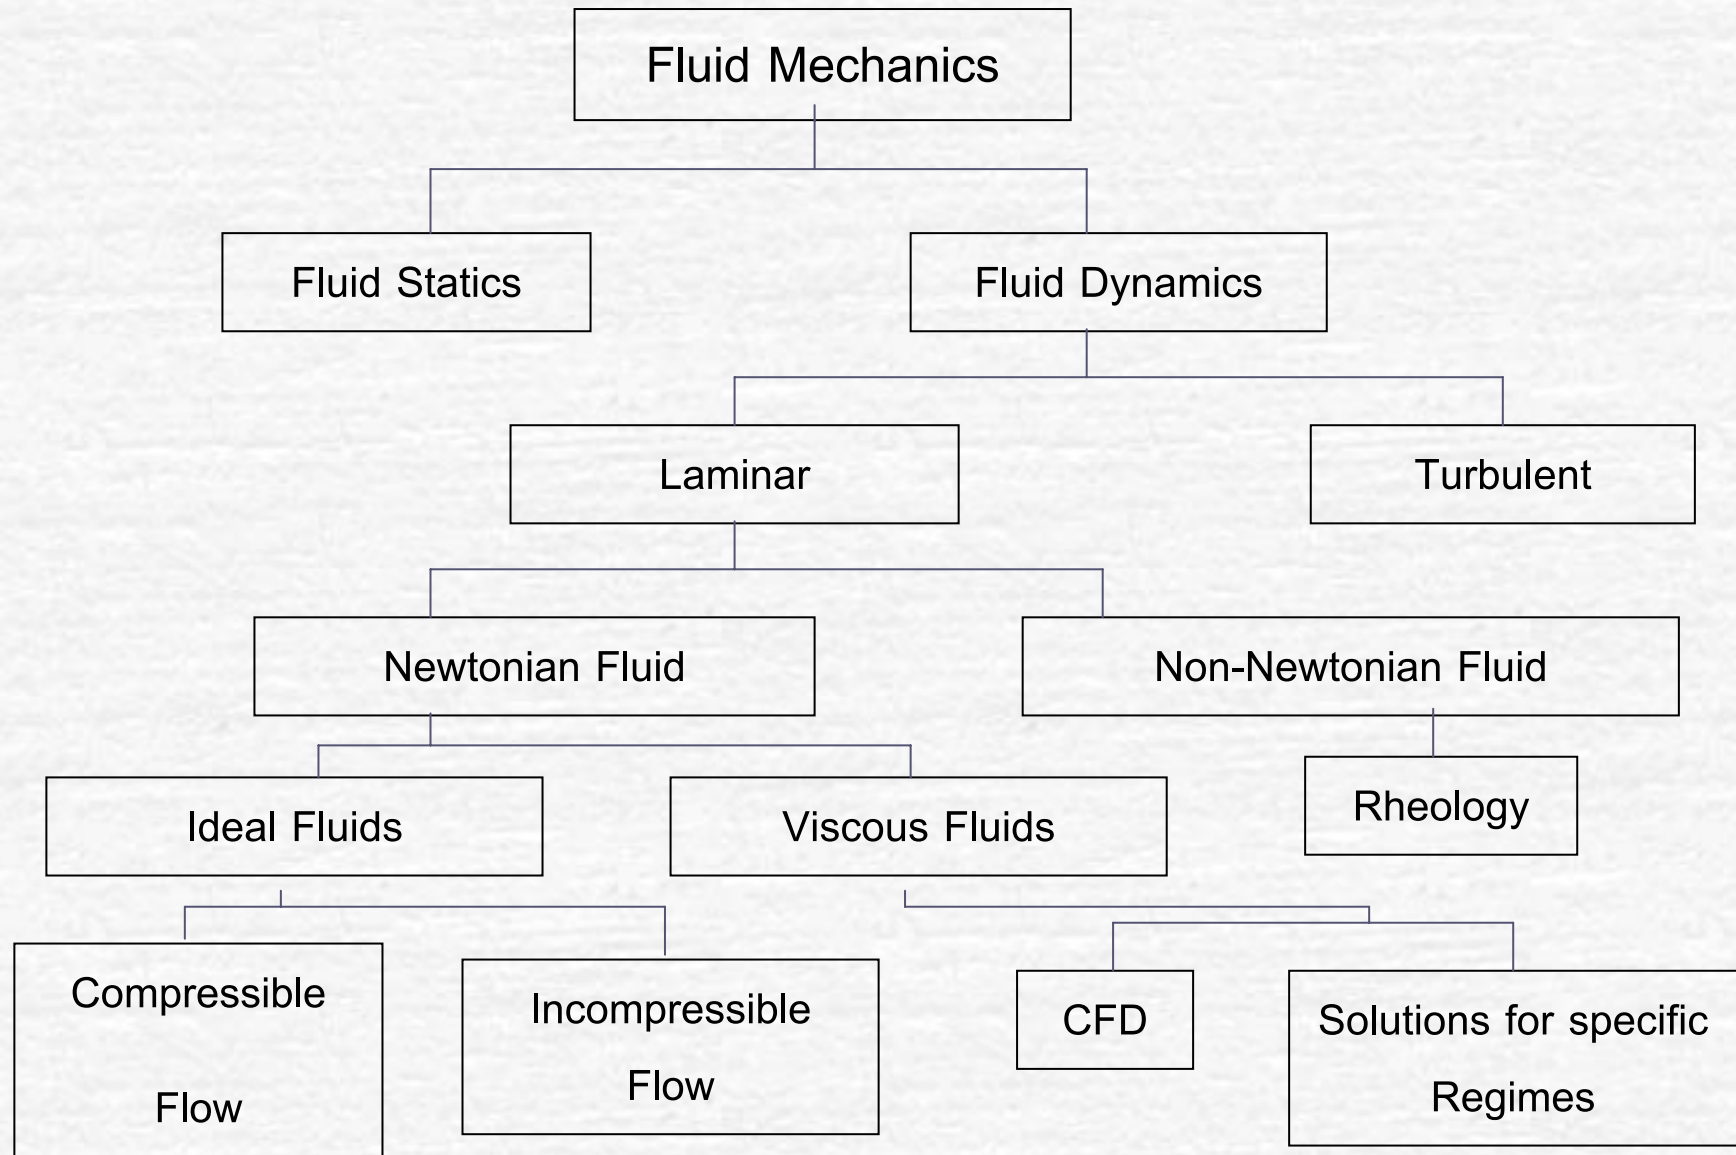 Fluid Mechanics
Fluid Statics
Fluid Dynamics
Laminar
Turbulent
Newtonian Fluid
Non-Newtonian Fluid
Ideal Fluids
Viscous Fluids
Rheology
Compressible
Flow
Incompressible
Flow
CFD
Solutions for specific
Regimes